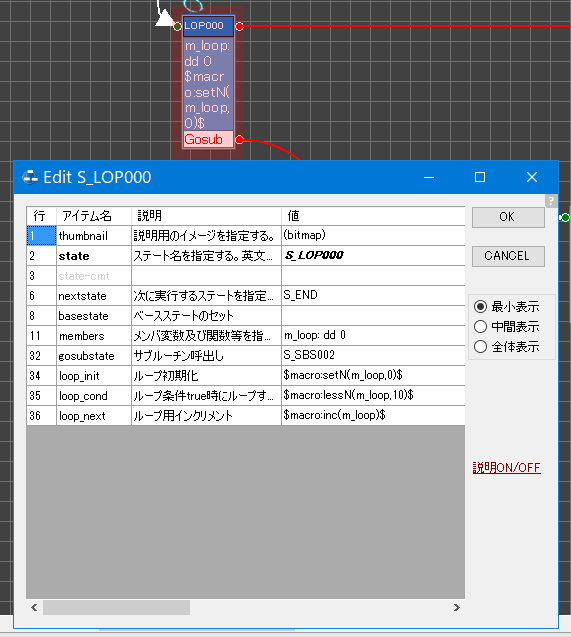 LOP000
m_loop:
dd 0
$macr
o:setN(
m_loop,
0)$
Gosub
Edit S_LOP000
?
行 アイテム名 説明 値
1 thumbnail 説明用のイメージを指定する。 (bitmap)
2 state ステート名を指定する。英文... S_LOP000
3 state-cmt
6 nextstate 次に実行するステートを指定... S_END
8 basestate ベースステートのセット
11 members メンバ変数及び関数等を指... m_loop: dd 0
32 gosubstate サブルーチン呼出し S_SBS002
34 loop_init ループ初期化 $macro:setN(m_loop,0)$
35 loop_cond ループ条件true時にループす... $macro:lessN(m_loop,10)$
36 loop_next ループ用インクリメント $macro:inc(m_loop)$
OK
CANCEL
最小表示
中間表示
全体表示
説明ON/OFF